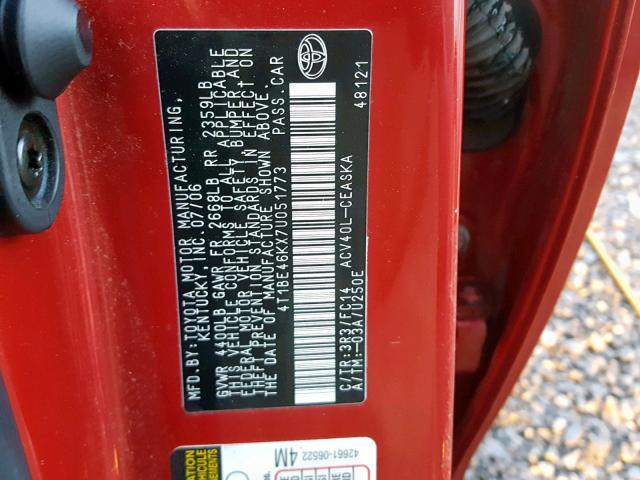 MFD.BY:TOYOTA MOTOR MANUFACTURING,
KENTUCKY, INC. 07/06
GVWR 4400LB GAWR FR 2668LB RR 2359LB
THIS VEHICLE CONFORMS TO ALL APPLICABLE
FEDERAL MOTOR VEHICLE SAFETY, BUMPER, AND
THEFT PREVENTION STANDARDS IN EFFECT ON
THE DATE OF MANUFACTURE SHOWN ABOVE.
4T1BE46KX7U051773 PASS.CAR
C/TR:3R3/FC14 ACV40L-CEASKA 48121
A/TM:-03A/U250E
42661-06522
4M